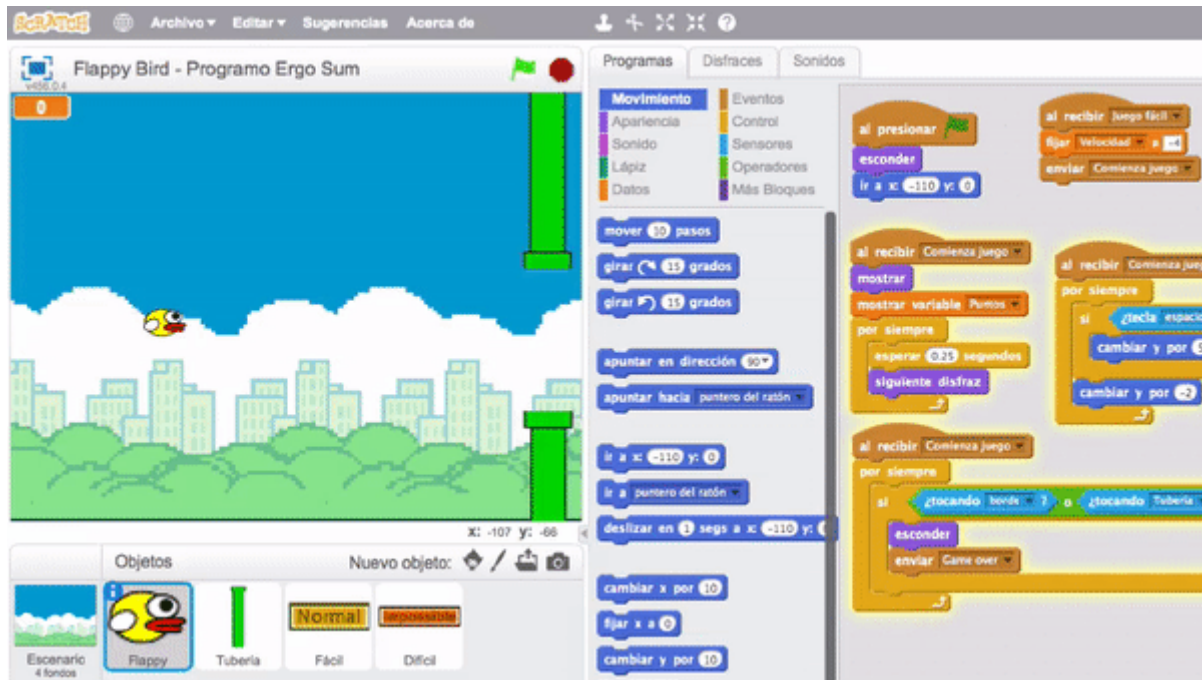 SCRATCH Archivo Editar Sugerencias Acerca de
Flappy Bird - Programo Ergo Sum
v456.0.4
0
x: -107 y: -66
Objetos Nuevo objeto:
Escenario
4 fondos
Flappy
Tubería
Normal
Fácil
Impossible
Difícil
Programas Disfraces Sonidos
Movimiento Eventos
Apariencia Control
Sonido Sensores
Lápiz Operadores
Datos Más Bloques
mover 10 pasos
girar 15 grados
girar 15 grados
apuntar en dirección 90
apuntar hacia puntero del ratón
ir a x: -110 y: 0
ir a puntero del ratón
deslizar en 1 segs a x: -110 y:
cambiar x por 10
fijar x a 0
cambiar y por 10
al presionar
esconder
ir a x: -110 y: 0
al recibir Juego fácil
fijar Velocidad a -4
enviar Comienza juego
al recibir Comienza juego
mostrar
mostrar variable Puntos
por siempre
esperar 0.25 segundos
siguiente disfraz
al recibir Comienza
por siempre
si ¿tecla espacio
cambiar y por
cambiar y por -2
al recibir Comienza juego
por siempre
si ¿tocando borde ? o ¿tocando Tubería
esconder
enviar Game over